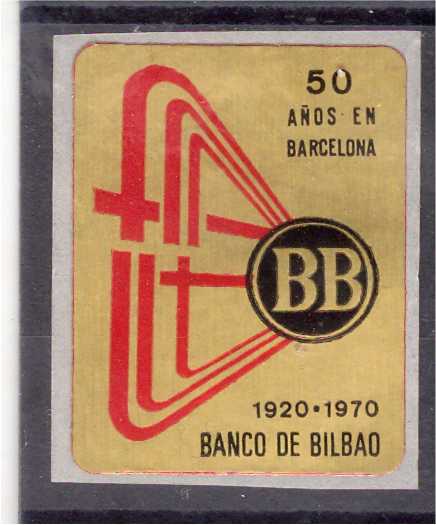 50
AÑOS EN
BARCELONA
BB
1920•1970
BANCO DE BILBAO